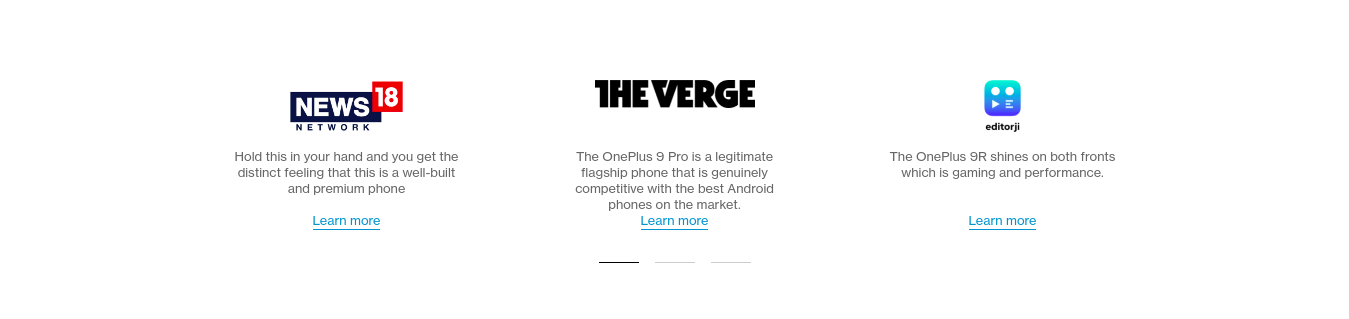 NEWS 18
NETWORK
Hold this in your hand and you get the
distinct feeling that this is a well-built
and premium phone
Learn more
THE VERGE
The OnePlus 9 Pro is a legitimate
flagship phone that is genuinely
competitive with the best Android
phones on the market.
Learn more
editorji
The OnePlus 9R shines on both fronts
which is gaming and performance.
Learn more